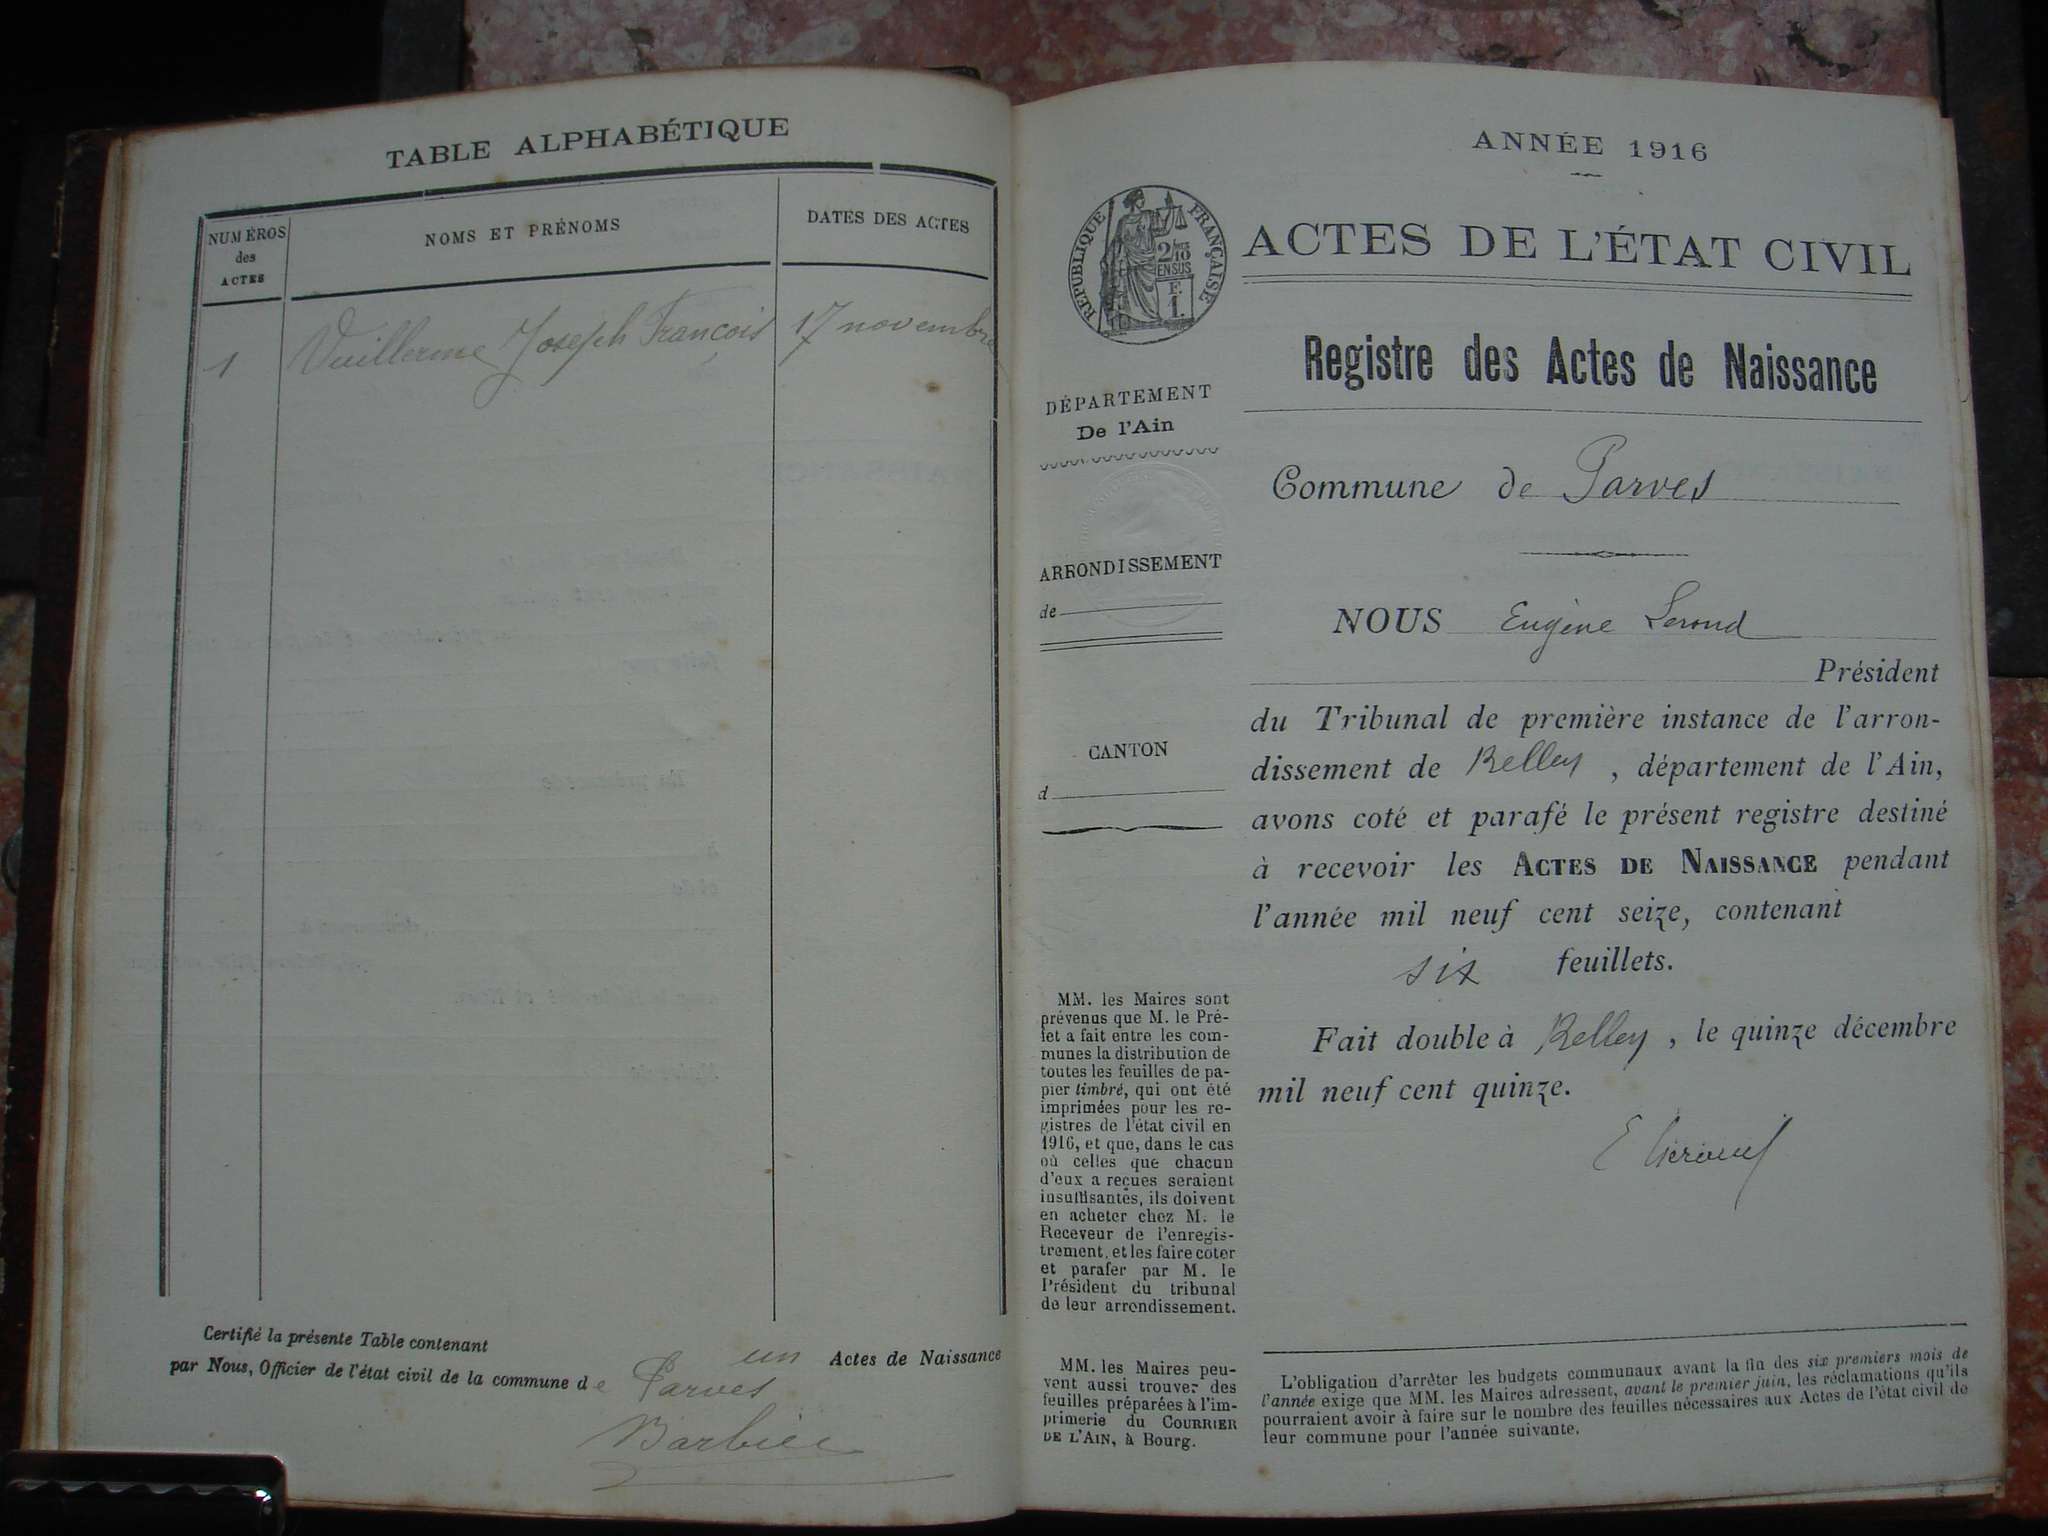 TABLE ALPHABÉTIQUE
NUMÉROS
des
ACTES
NOMS ET PRÉNOMS
DATES DES ACTES
1
Vuillerme Joseph Francois
17 novembre
Certifié la présente Table contenant
un Actes de Naissance
par Nous, Officier de l'état civil de la commune de Parves
Barbier
ANNÉE 1916
RÉPUBLIQUE FRANÇAISE
2/10
EN SUS
F.
1.
ACTES DE L'ÉTAT CIVIL
Registre des Actes de Naissance
DÉPARTEMENT
De l'Ain
ARRONDISSEMENT
de
CANTON
d
MM. les Maires sont
prévenus que M. le Pré-
fet a fait entre les com-
munes la distribution de
toutes les feuilles de pa-
pier timbré, qui ont été
imprimées pour les re-
gistres de l'état civil en
1916, et que, dans le cas
où celles que chacun
d'eux a reçues seraient
insuffisantes, ils doivent
en acheter chez M. le
Receveur de l'enregis-
trement, et les faire coter
et parafer par M. le
Président du tribunal
de leur arrondissement.
MM. les Maires peu-
vent aussi trouver des
feuilles préparées à l'im-
primerie du COURRIER
DE L'AIN, à Bourg.
Commune de Parves
NOUS Eugène
Président
du Tribunal de première instance de l'arron-
dissement de Belley, département de l'Ain,
avons coté et parafé le présent registre destiné
à recevoir les ACTES DE NAISSANCE pendant
l'année mil neuf cent seize, contenant
six feuillets.
Fait double à Belley, le quinze décembre
mil neuf cent quinze.
L'obligation d'arrêter les budgets communaux avant la fin des six premiers mois de
l'année exige que MM. les Maires adressent, avant le premier juin, les réclamations qu'ils
pourraient avoir à faire sur le nombre des feuilles nécessaires aux Actes de l'état civil de
leur commune pour l'année suivante.